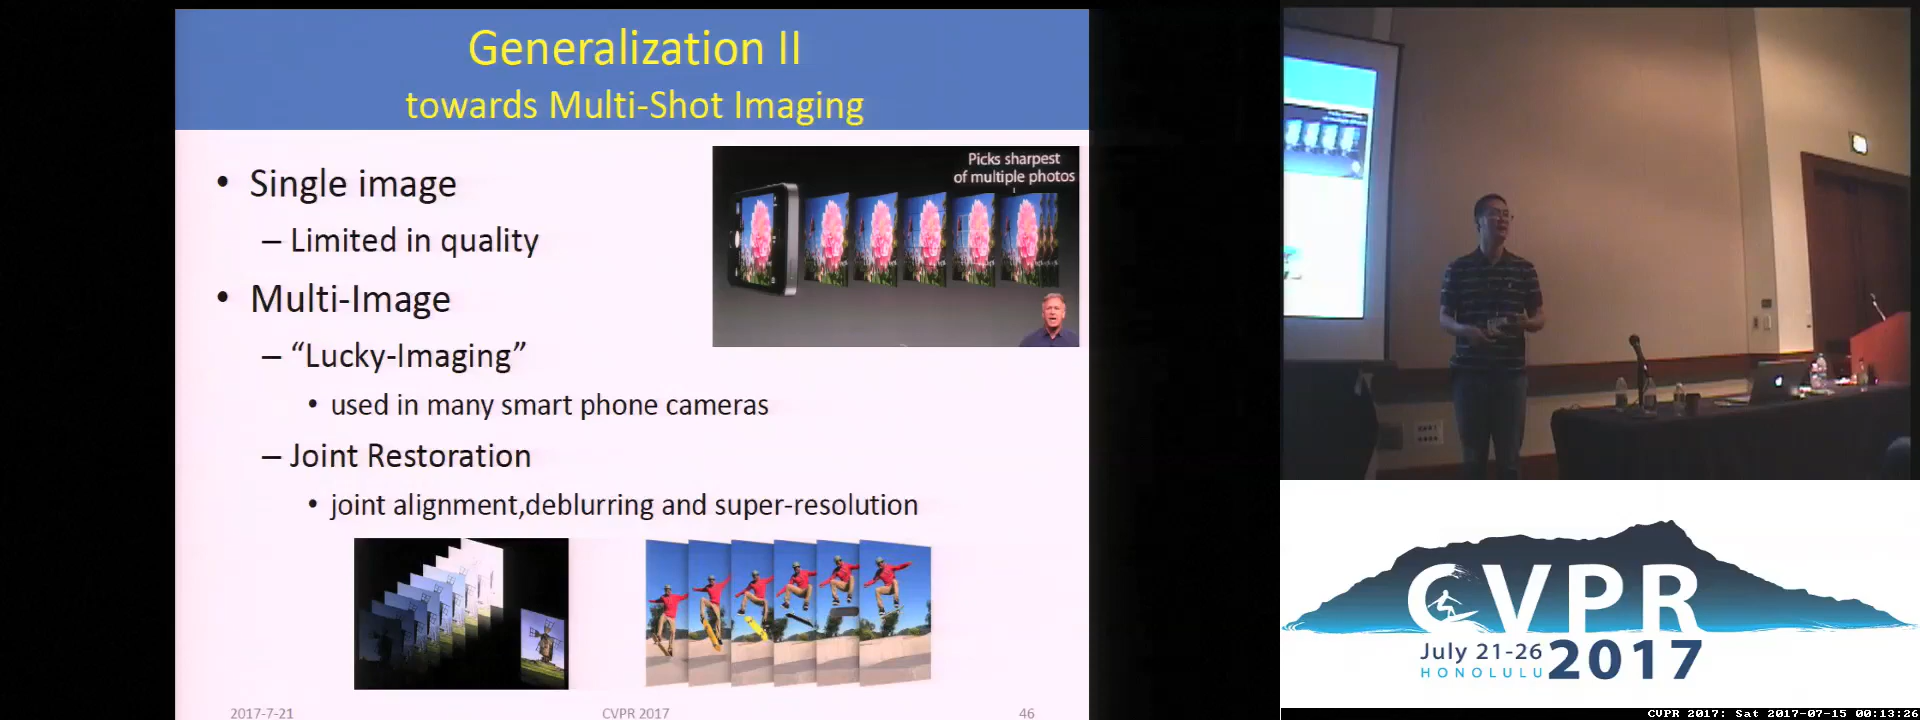 Generalization II
towards Multi-Shot Imaging
• Single image
– Limited in quality
• Multi-Image
– “Lucky-Imaging”
• used in many smart phone cameras
– Joint Restoration
• joint alignment,deblurring and super-resolution
Picks sharpest
of multiple photos
2017-7-21
CVPR 2017
46
CVPR
July 21-26
HONOLULU
2017
CVPR 2017: Sat 2017-07-15 00:13:26